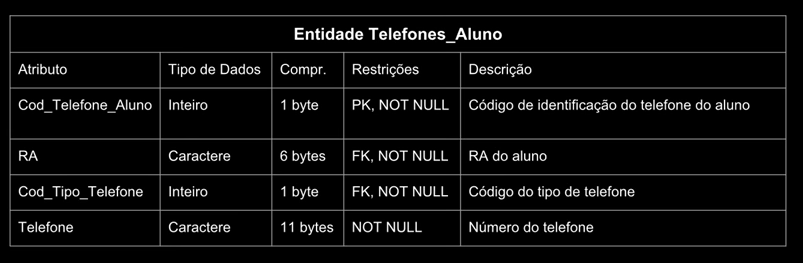 Entidade Telefones_Aluno
Atributo Tipo de Dados Compr. Restrições Descrição
Cod_Telefone_Aluno Inteiro 1 byte PK, NOT NULL Código de identificação do telefone do aluno
RA Caractere 6 bytes FK, NOT NULL RA do aluno
Cod_Tipo_Telefone Inteiro 1 byte FK, NOT NULL Código do tipo de telefone
Telefone Caractere 11 bytes NOT NULL Número do telefone